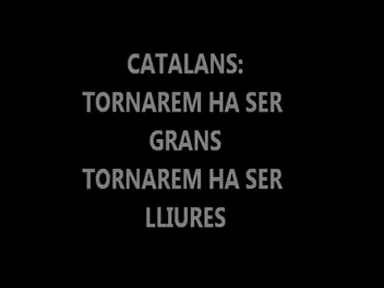 CATALANS:
TORNAREM HA SER
GRANS
TORNAREM HA SER
LLIURES